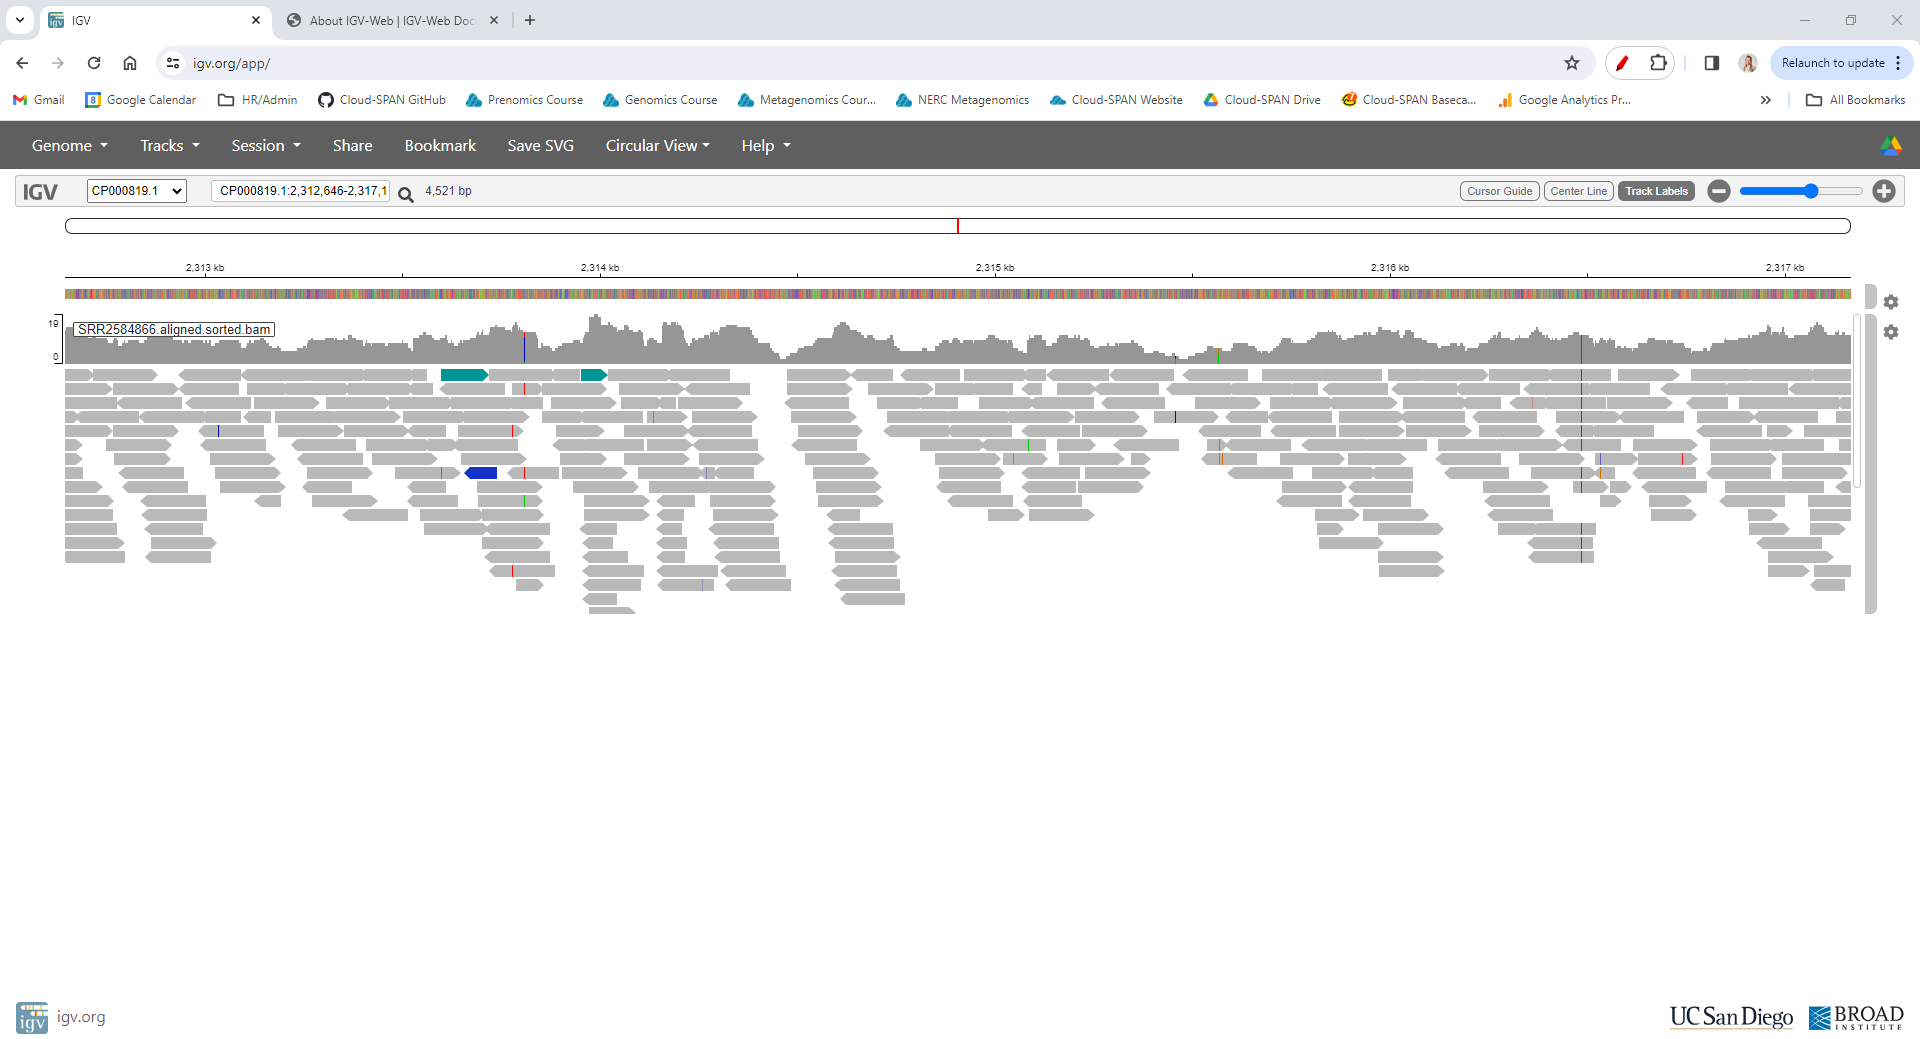 IGV
About IGV-Web | IGV-Web Doc
igv.org/app/
Relaunch to update
Gmail
Google Calendar
HR/Admin
Cloud-SPAN GitHub
Prenomics Course
Genomics Course
Metagenomics Cour...
NERC Metagenomics
Cloud-SPAN Website
Cloud-SPAN Drive
Cloud-SPAN Baseca...
Google Analytics Pr...
All Bookmarks
Genome
Tracks
Session
Share
Bookmark
Save SVG
Circular View
Help
IGV
CP000819.1
CP000819.1:2,312,646-2,317,1
4,521 bp
Cursor Guide
Center Line
Track Labels
2,313 kb
2,314 kb
2,315 kb
2,316 kb
2,317 kb
19
0
SRR2584866.aligned.sorted.bam
igv
igv.org
UC San Diego
BROAD
INSTITUTE